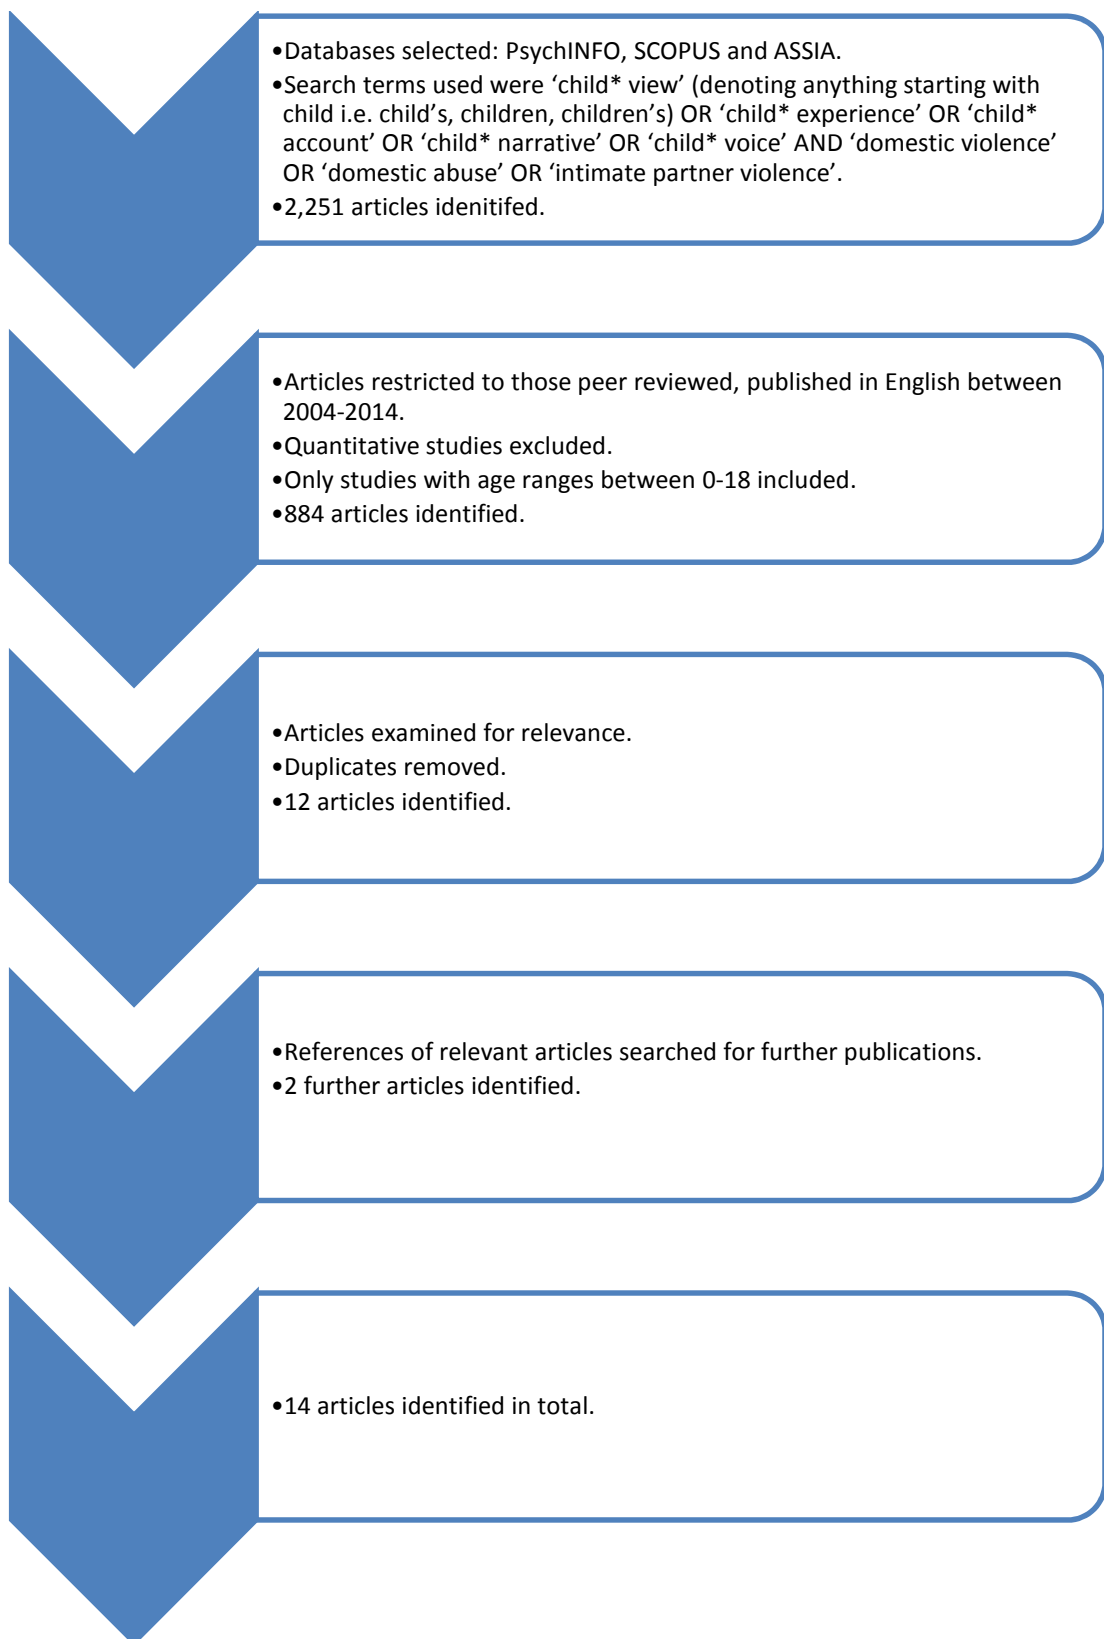 •Databases selected: PsychINFO, SCOPUS and ASSIA.
•Search terms used were ‘child* view’ (denoting anything starting with
child i.e. child’s, children, children’s) OR ‘child* experience’ OR ‘child*
account’ OR ‘child* narrative’ OR ‘child* voice’ AND ‘domestic violence’
OR ‘domestic abuse’ OR ‘intimate partner violence’.
•2,251 articles idenitifed.
•Articles restricted to those peer reviewed, published in English between
2004-2014.
•Quantitative studies excluded.
•Only studies with age ranges between 0-18 included.
•884 articles identified.
•Articles examined for relevance.
•Duplicates removed.
•12 articles identified.
•References of relevant articles searched for further publications.
•2 further articles identified.
•14 articles identified in total.